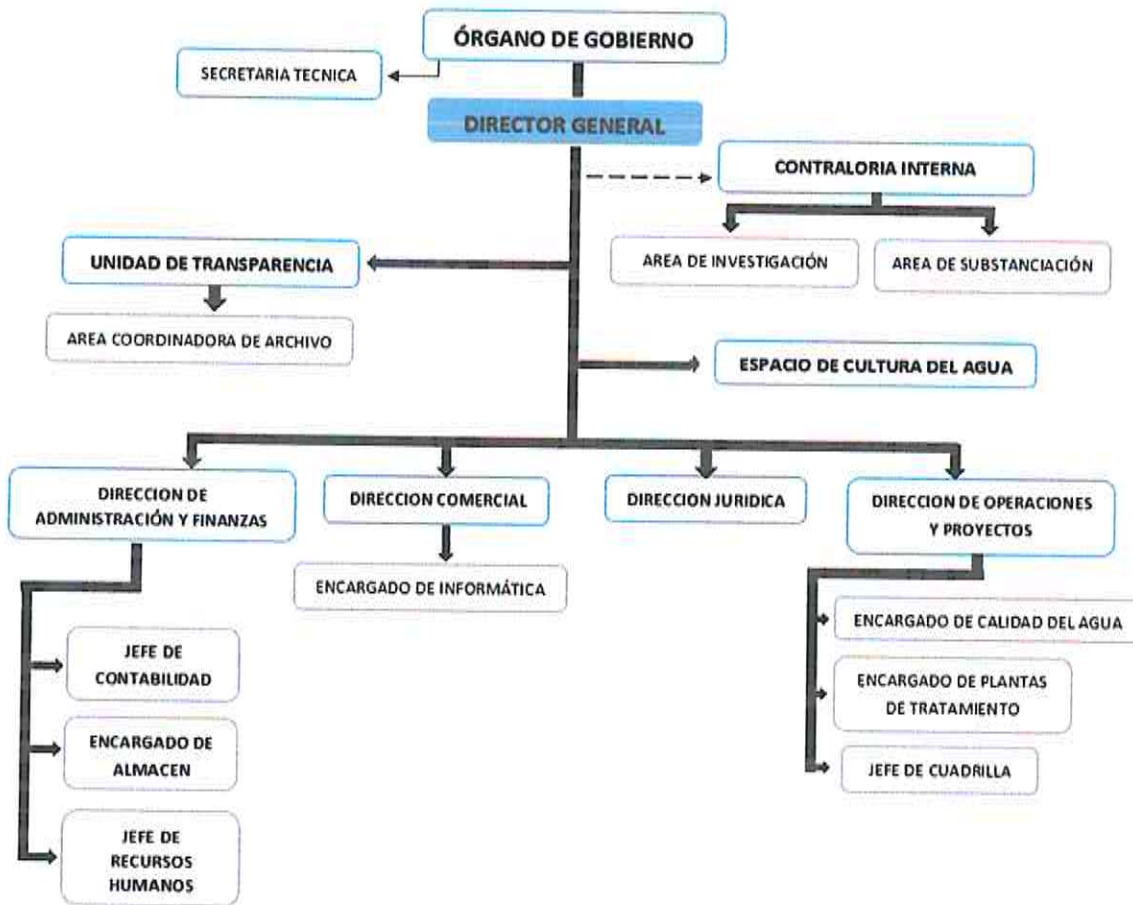 ÓRGANO DE GOBIERNO
SECRETARIA TECNICA
DIRECTOR GENERAL
CONTRALORIA INTERNA
AREA DE INVESTIGACIÓN
AREA DE SUBSTANCIACIÓN
UNIDAD DE TRANSPARENCIA
AREA COORDINADORA DE ARCHIVO
ESPACIO DE CULTURA DEL AGUA
DIRECCION DE
ADMINISTRACIÓN Y FINANZAS
DIRECCION COMERCIAL
DIRECCION JURIDICA
DIRECCION DE OPERACIONES
Y PROYECTOS
ENCARGADO DE INFORMÁTICA
JEFE DE
CONTABILIDAD
ENCARGADO DE
ALMACEN
JEFE DE
RECURSOS
HUMANOS
ENCARGADO DE CALIDAD DEL AGUA
ENCARGADO DE PLANTAS
DE TRATAMIENTO
JEFE DE CUADRILLA